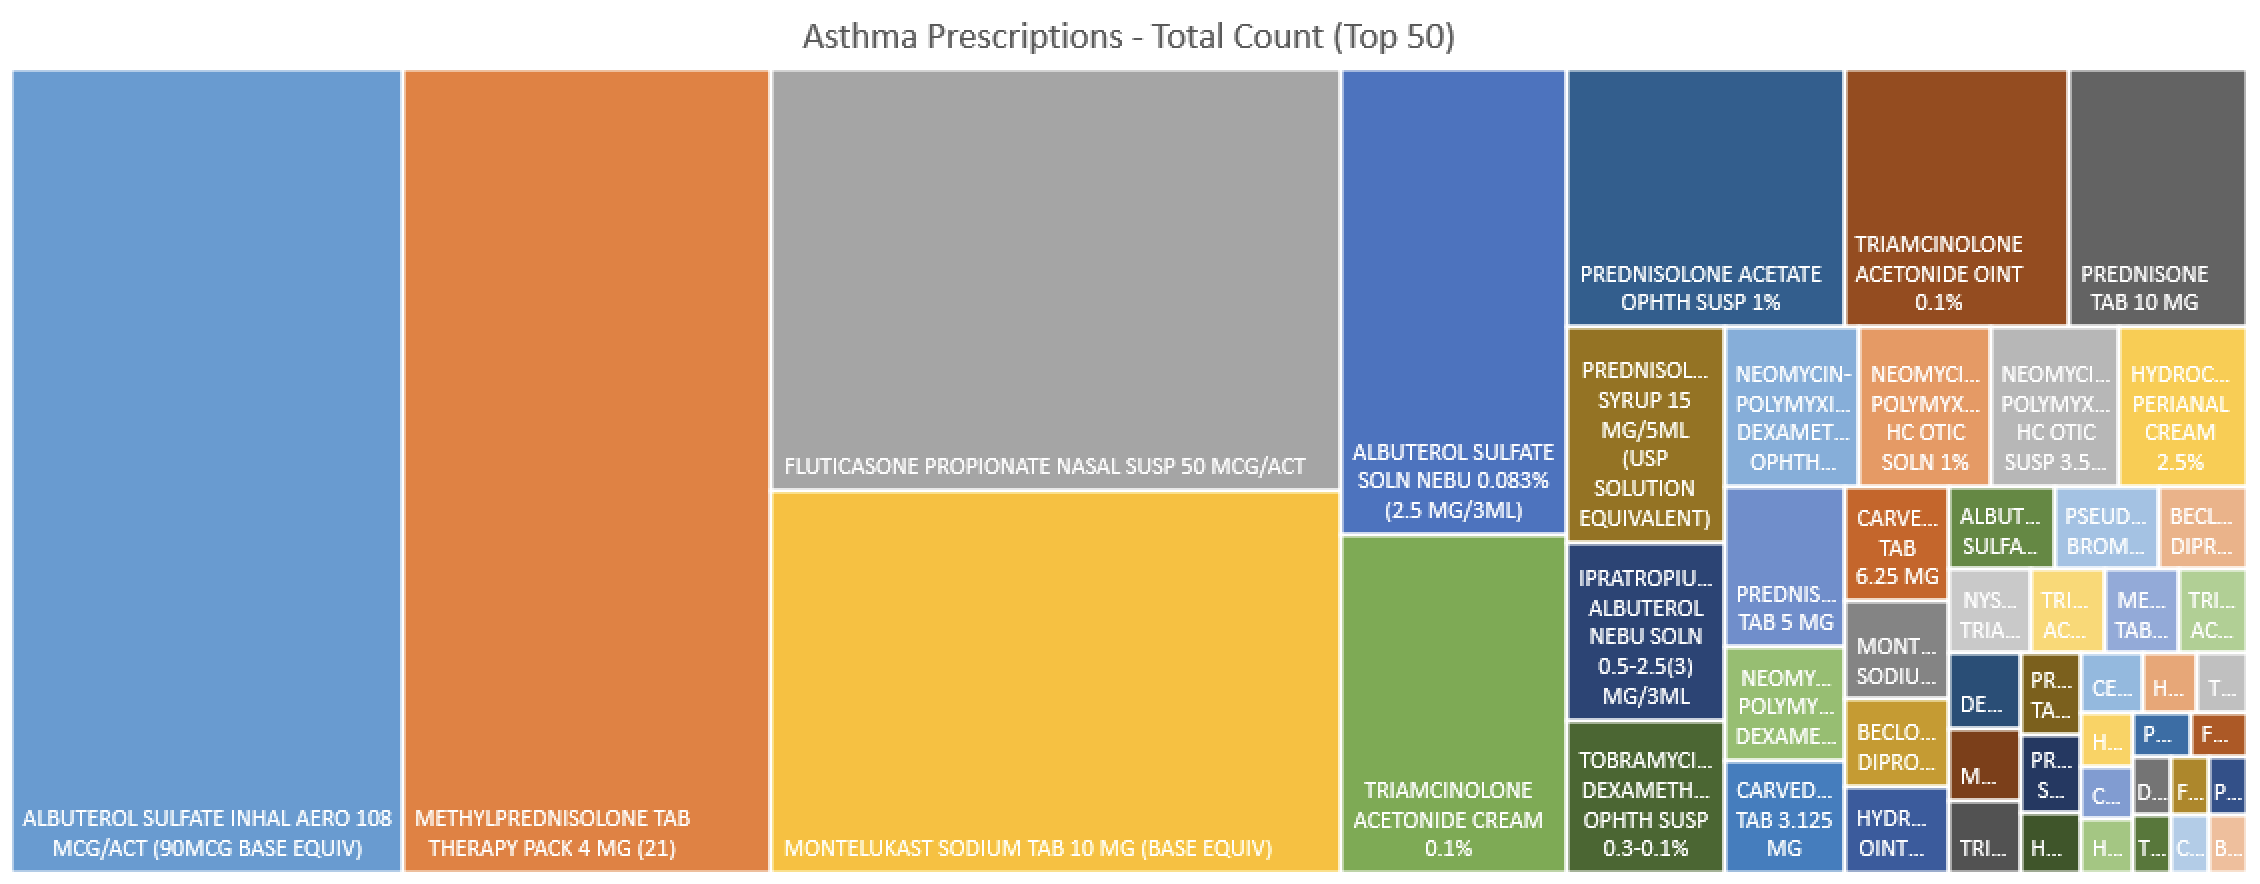 Asthma Prescriptions - Total Count (Top 50)
ALBUTEROL SULFATE INHAL AERO 108
MCG/ACT (90MCG BASE EQUIV)
METHYLPREDNISOLONE TAB
THERAPY PACK 4 MG (21)
FLUTICASONE PROPIONATE NASAL SUSP 50 MCG/ACT
MONTELUKAST SODIUM TAB 10 MG (BASE EQUIV)
ALBUTEROL SULFATE
SOLN NEBU 0.083%
(2.5 MG/3ML)
TRIAMCINOLONE
ACETONIDE CREAM
0.1%
PREDNISOLONE ACETATE
OPHTH SUSP 1%
TRIAMCINOLONE
ACETONIDE OINT
0.1%
PREDNISONE
TAB 10 MG
PREDNISOL...
SYRUP 15
MG/5ML
(USP
SOLUTION
EQUIVALENT)
IPRATROPIU...
ALBUTEROL
NEBU SOLN
0.5-2.5(3)
MG/3ML
TOBRAMYCI...
DEXAMETH...
OPHTH SUSP
0.3-0.1%
NEOMYCIN-
POLYMYXI...
DEXAMET...
OPHTH...
NEOMYCI...
POLYMYX...
HC OTIC
SOLN 1%
NEOMYCI...
POLYMYX...
HC OTIC
SUSP 3.5...
HYDROC...
PERIANAL
CREAM
2.5%
PREDNIS...
TAB 5 MG
NEOMY...
POLYMY...
DEXAME...
CARVED...
TAB 3.125
MG
CARVE...
TAB
6.25 MG
MONT...
SODIU...
BECLO...
DIPRO...
HYDR...
OINT...
ALBUT...
SULFA...
PSEUD...
BROM...
BECL...
DIPR...
NYS...
TRIA...
TRI...
AC...
ME...
TAB...
TRI...
AC...
DE...
M...
TRI...
PR...
TA...
PR...
S...
H...
CE...
H...
T...
H...
P...
F...
C...
D...
F...
P...
H...
T...
C...
B...